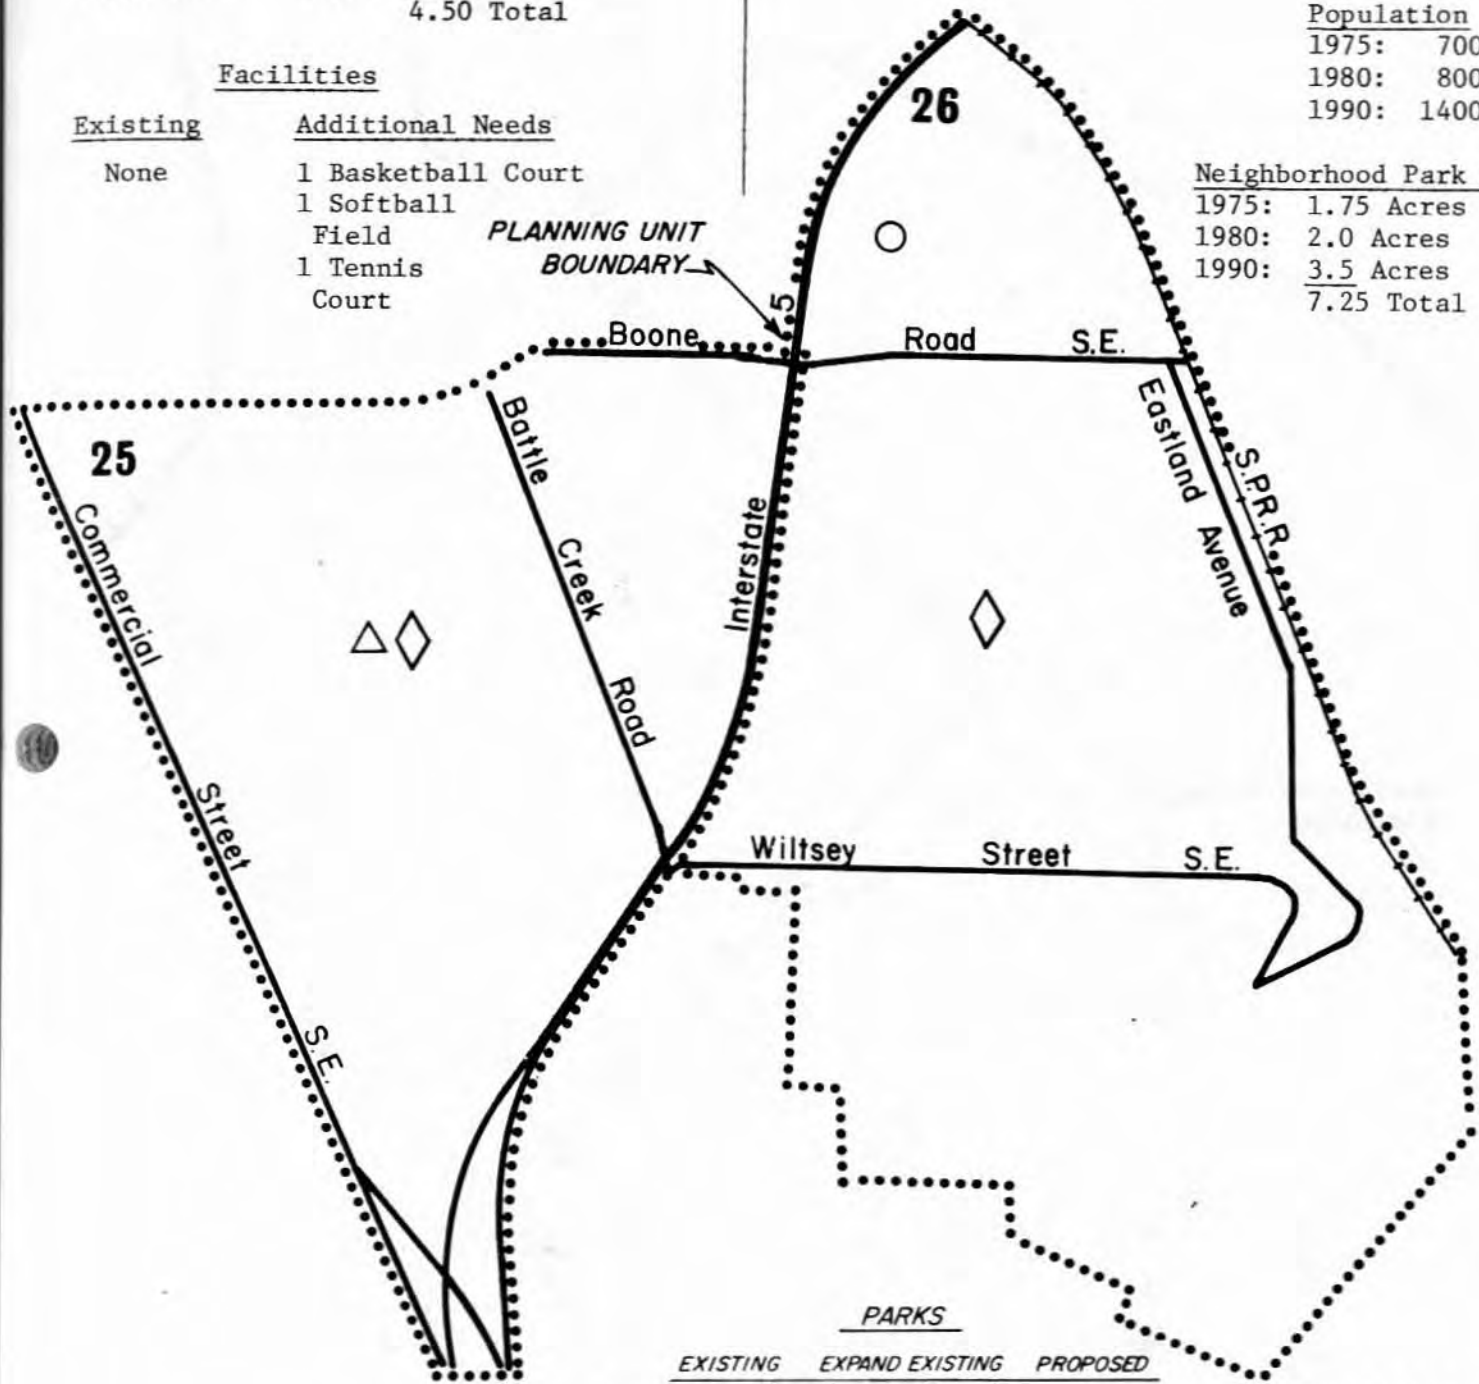 4.50 Total
Facilities
Existing
Additional Needs
None
1 Basketball Court
1 Softball
Field
1 Tennis
Court
Population
1975: 700
1980: 800
1990: 1400
Neighborhood Park
1975: 1.75 Acres
1980: 2.0 Acres
1990: 3.5 Acres
7.25 Total
PLANNING UNIT
BOUNDARY
26
5
Boone Road S.E.
25
Battle Creek Road
Commercial Street S.E.
Interstate
Eastland Avenue
S.P.R.R.
Wiltsey Street S.E.
PARKS
EXISTING EXPAND EXISTING PROPOSED